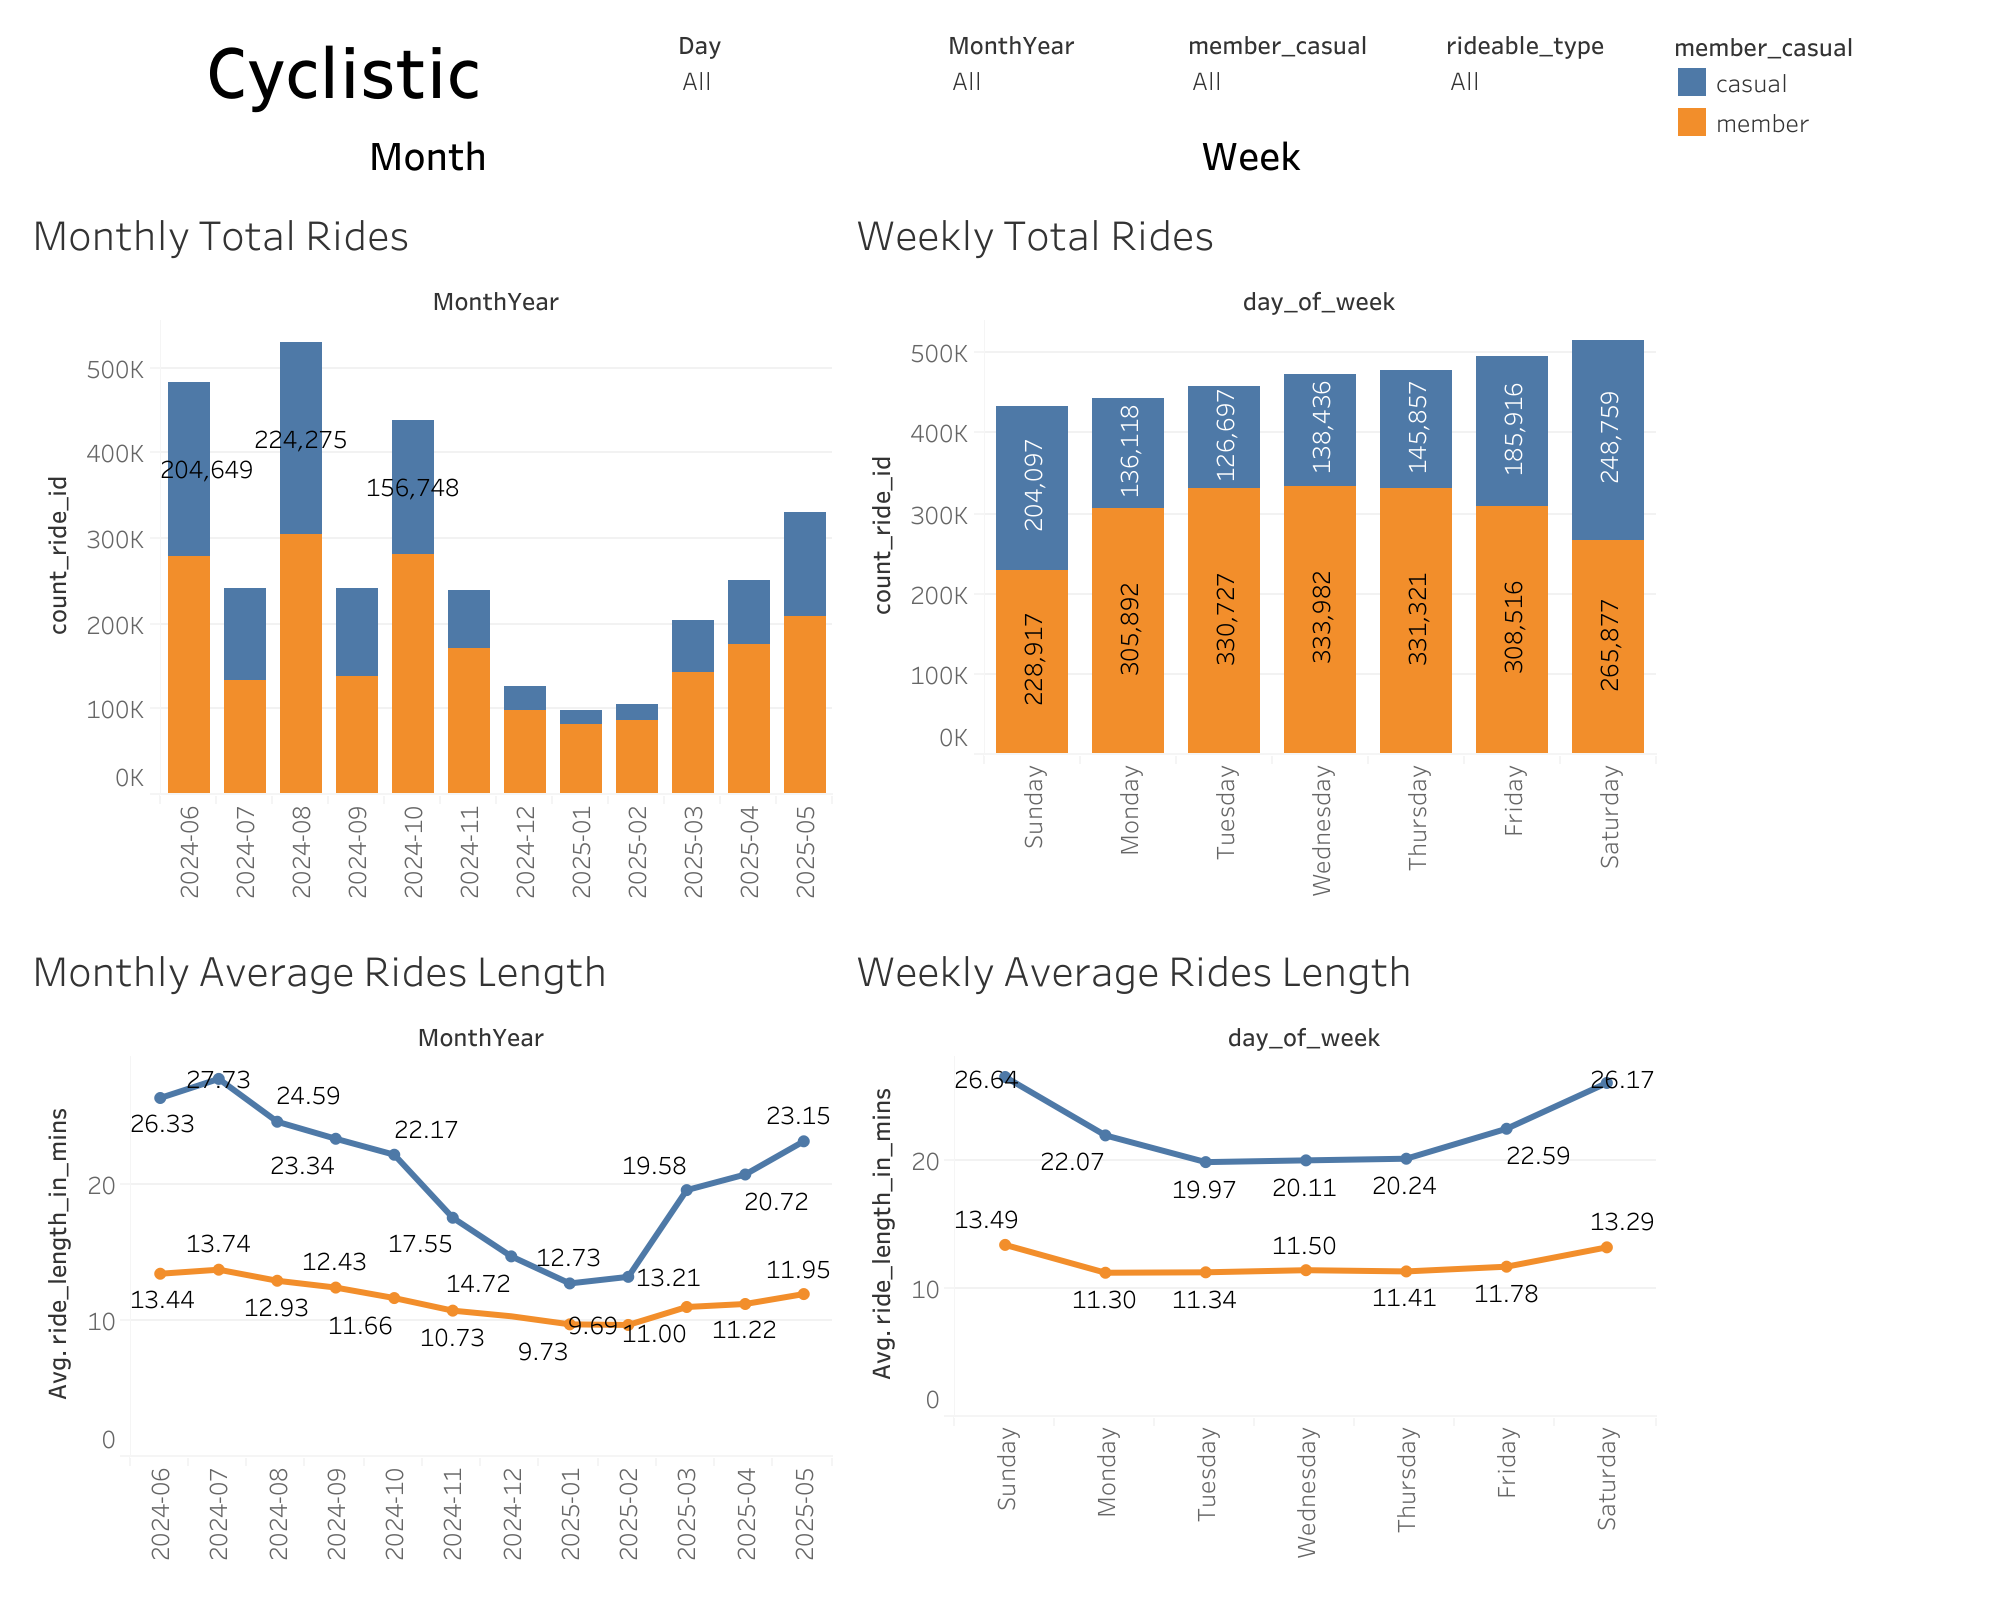 Cyclistic
Day
All
MonthYear
All
member_casual
All
rideable_type
All
member_casual
casual
member
Month
Week
Monthly Total Rides
MonthYear
count_ride_id
500K
400K
300K
200K
100K
0K
204,649
224,275
156,748
2024-06
2024-07
2024-08
2024-09
2024-10
2024-11
2024-12
2025-01
2025-02
2025-03
2025-04
2025-05
Weekly Total Rides
day_of_week
count_ride_id
500K
400K
300K
200K
100K
0K
204,097
136,118
126,697
138,436
145,857
185,916
248,759
228,917
305,892
330,727
333,982
331,321
308,516
265,877
Sunday
Monday
Tuesday
Wednesday
Thursday
Friday
Saturday
Monthly Average Rides Length
MonthYear
Avg. ride_length_in_mins
20
10
0
26.33
27.73
24.59
23.34
22.17
17.55
14.72
12.73
13.21
19.58
20.72
23.15
13.44
13.74
12.93
12.43
11.66
10.73
9.73
9.69
11.00
11.22
11.95
2024-06
2024-07
2024-08
2024-09
2024-10
2024-11
2024-12
2025-01
2025-02
2025-03
2025-04
2025-05
Weekly Average Rides Length
day_of_week
Avg. ride_length_in_mins
20
10
0
26.64
22.07
19.97
20.11
20.24
22.59
26.17
13.49
11.30
11.34
11.50
11.41
11.78
13.29
Sunday
Monday
Tuesday
Wednesday
Thursday
Friday
Saturday